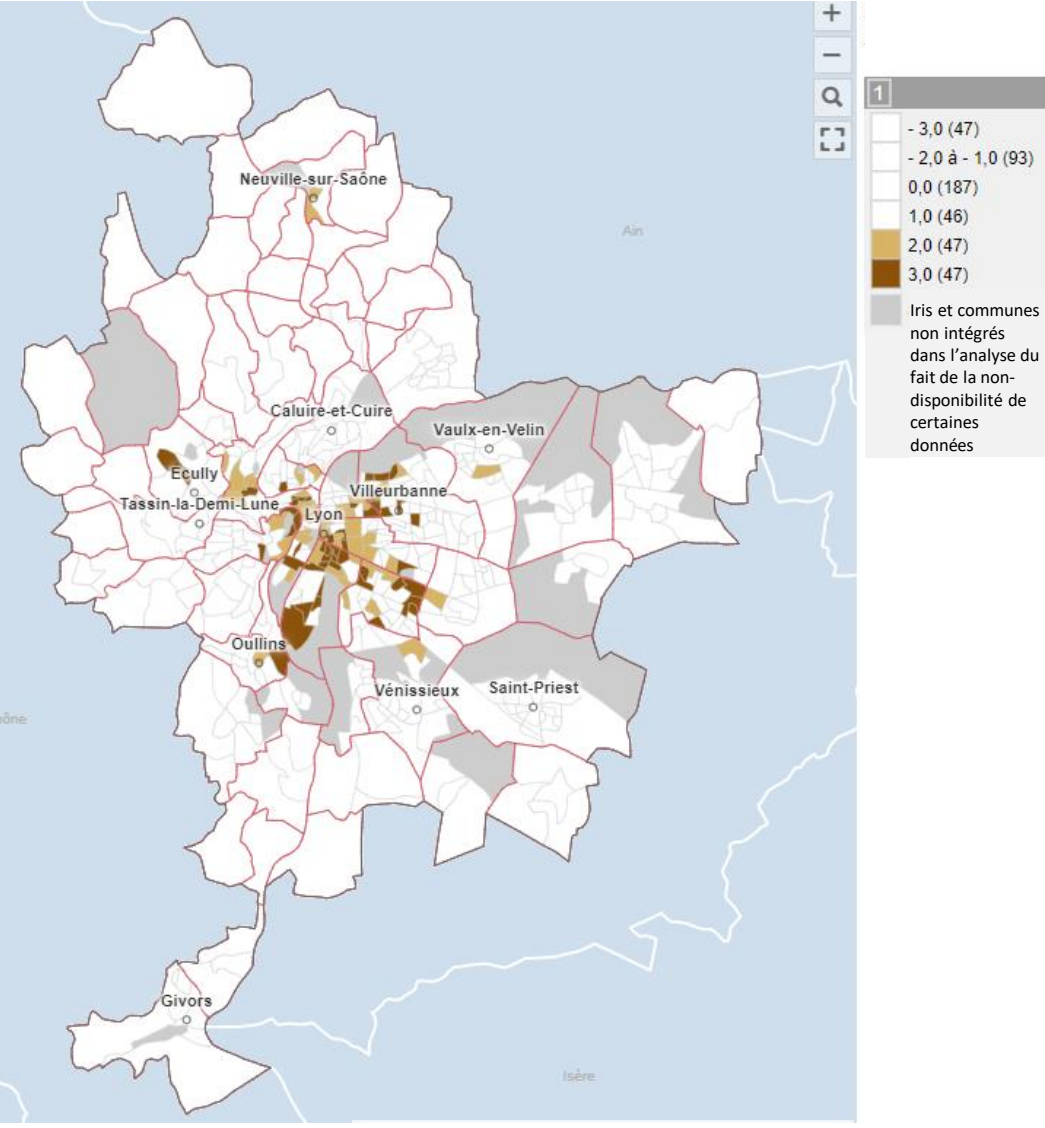 +
−
1
- 3,0 (47)
- 2,0 à - 1,0 (93)
0,0 (187)
1,0 (46)
2,0 (47)
3,0 (47)
Iris et communes
non intégrés
dans l'analyse du
fait de la non-
disponibilité de
certaines
données
Neuville-sur-Saône
Ain
Caluire-et-Cuire
Vaulx-en-Velin
Ecully
Villeurbanne
Tassin-la-Demi-Lune
Lyon
Oullins
Vénissieux
Saint-Priest
ône
Givors
Isère